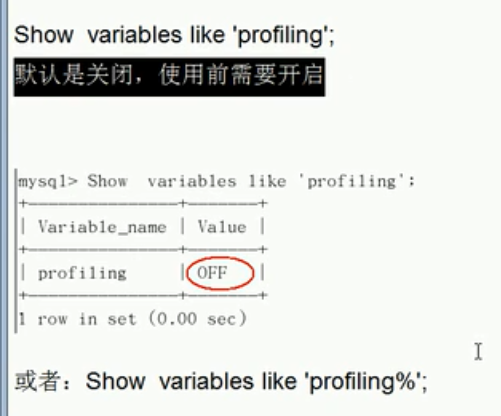 Show  variables like 'profiling';
默认是关闭，使用前需要开启
mysql> Show  variables like 'profiling';
+---------------+-------+
| Variable_name | Value |
+---------------+-------+
| profiling     | OFF   |
+---------------+-------+
1 row in set (0.00 sec)
或者：Show  variables like 'profiling%';